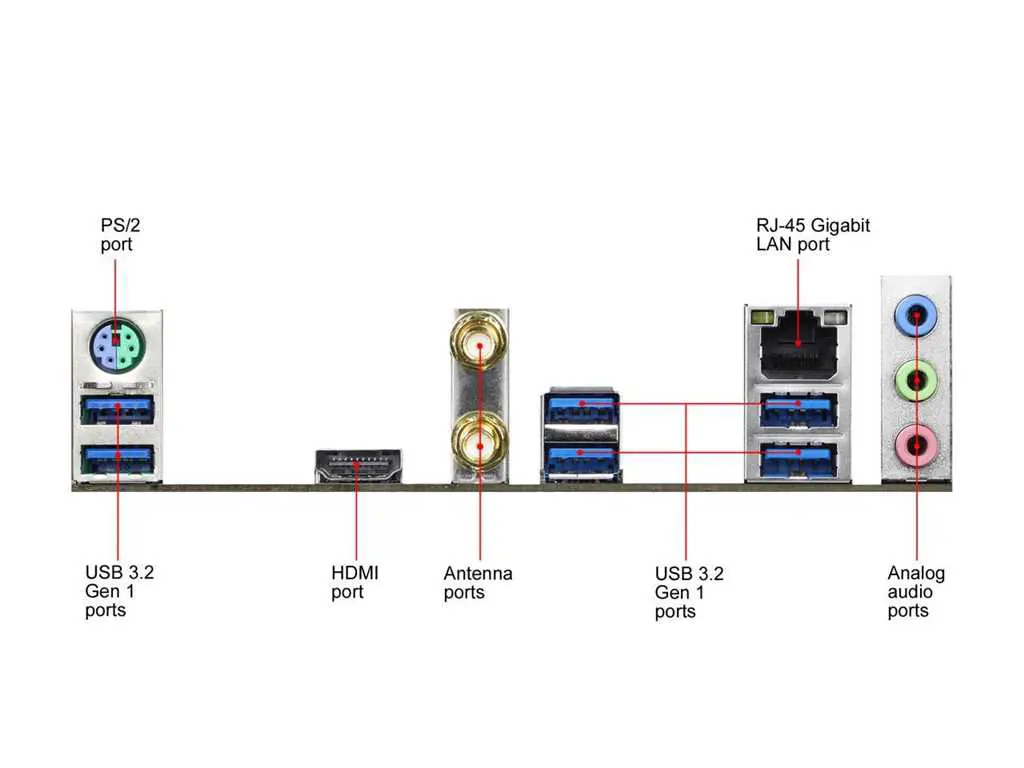 PS/2
port
RJ-45 Gigabit
LAN port
USB 3.2
Gen 1
ports
HDMI
port
Antenna
ports
USB 3.2
Gen 1
ports
Analog
audio
ports